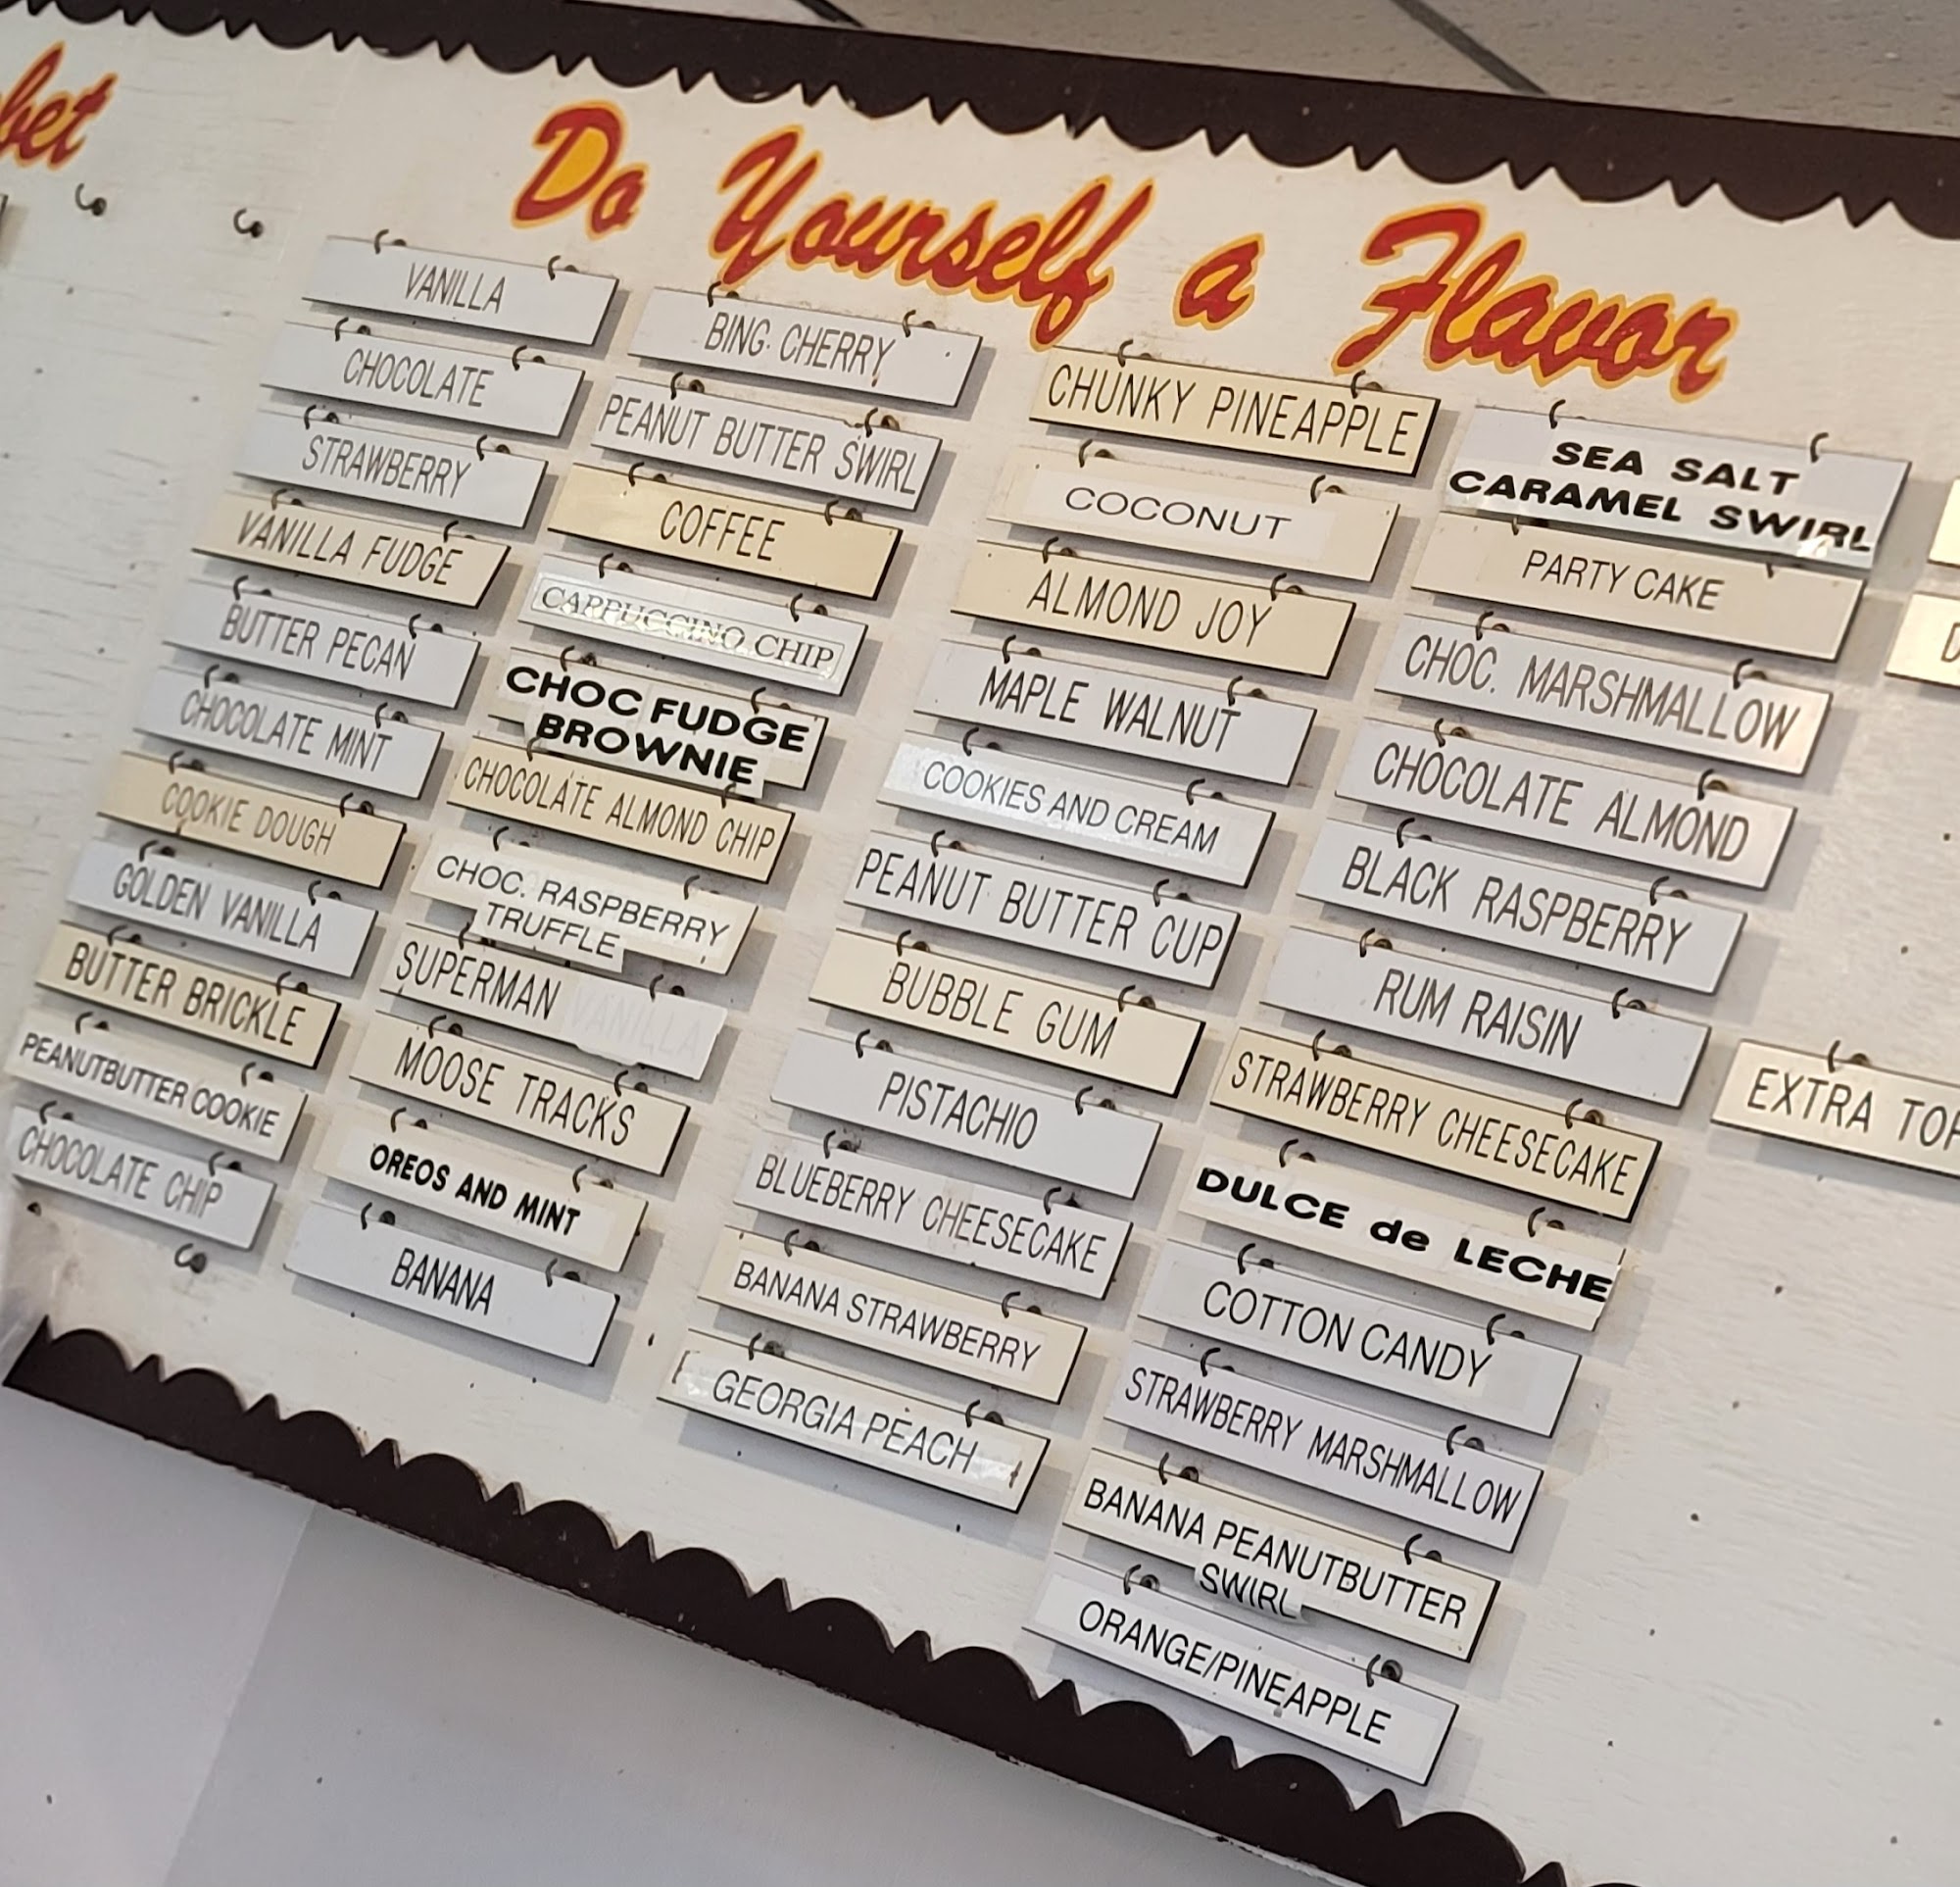 bet
Do Yourself a Flavor
VANILLA
CHOCOLATE
STRAWBERRY
VANILLA FUDGE
BUTTER PECAN
CHOCOLATE MINT
COOKIE DOUGH
GOLDEN VANILLA
BUTTER BRICKLE
PEANUTBUTTER COOKIE
CHOCOLATE CHIP
BING CHERRY
PEANUT BUTTER SWIRL
COFFEE
CAPPUCCINO CHIP
CHOC FUDGE
BROWNIE
CHOCOLATE ALMOND CHIP
CHOC. RASPBERRY
TRUFFLE
SUPERMAN VANILLA
MOOSE TRACKS
OREOS AND MINT
BANANA
CHUNKY PINEAPPLE
COCONUT
ALMOND JOY
MAPLE WALNUT
COOKIES AND CREAM
PEANUT BUTTER CUP
BUBBLE GUM
PISTACHIO
BLUEBERRY CHEESECAKE
BANANA STRAWBERRY
GEORGIA PEACH
SEA SALT
CARAMEL SWIRL
PARTY CAKE
CHOC. MARSHMALLOW
CHOCOLATE ALMOND
BLACK RASPBERRY
RUM RAISIN
STRAWBERRY CHEESECAKE
DULCE de LECHE
COTTON CANDY
STRAWBERRY MARSHMALLOW
BANANA PEANUTBUTTER
SWIRL
ORANGE/PINEAPPLE
D
EXTRA TOP